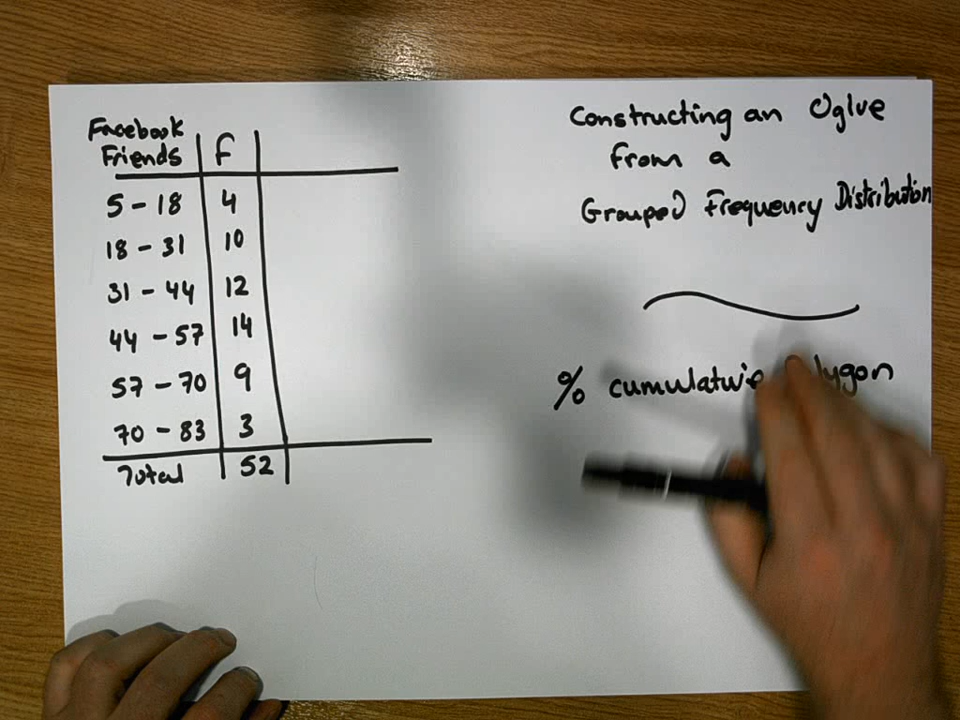 Facebook
Friends F
5 - 18 4
18 - 31 10
31 - 44 12
44 - 57 14
57 - 70 9
70 - 83 3
Total 52
Constructing an Ogive
from a
Grouped Frequency Distribution
% cumulative